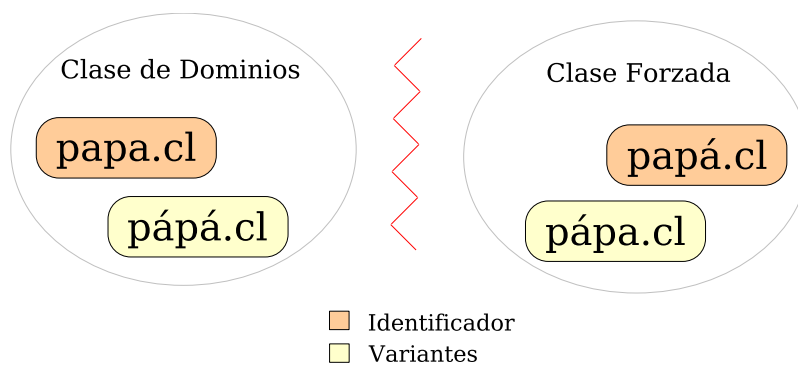 Clase de Dominios
papa.cl
pápá.cl
Clase Forzada
papá.cl
pápa.cl
Identificador
Variantes